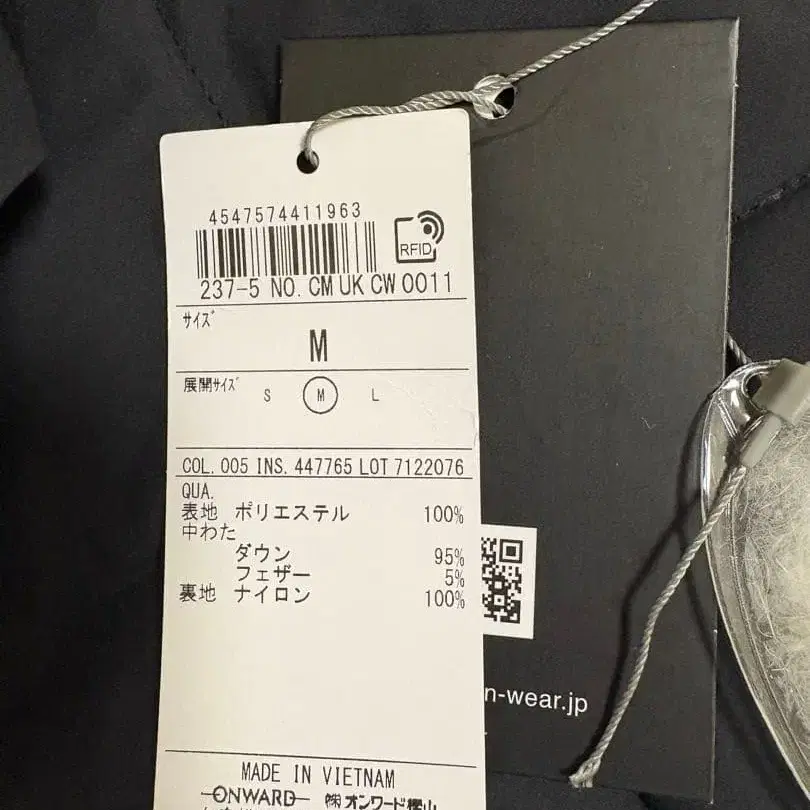 4547574411963
RFID
237-5 NO. CM UK CW 0011
サイズ
M
展開サイズ S M L
COL. 005 INS. 447765 LOT 7122076
QUA.
表地 ポリエステル 100%
中わた
ダウン 95%
フェザー 5%
裏地 ナイロン 100%
MADE IN VIETNAM
ONWARD ㈱オンワード樫山
n-wear.jp